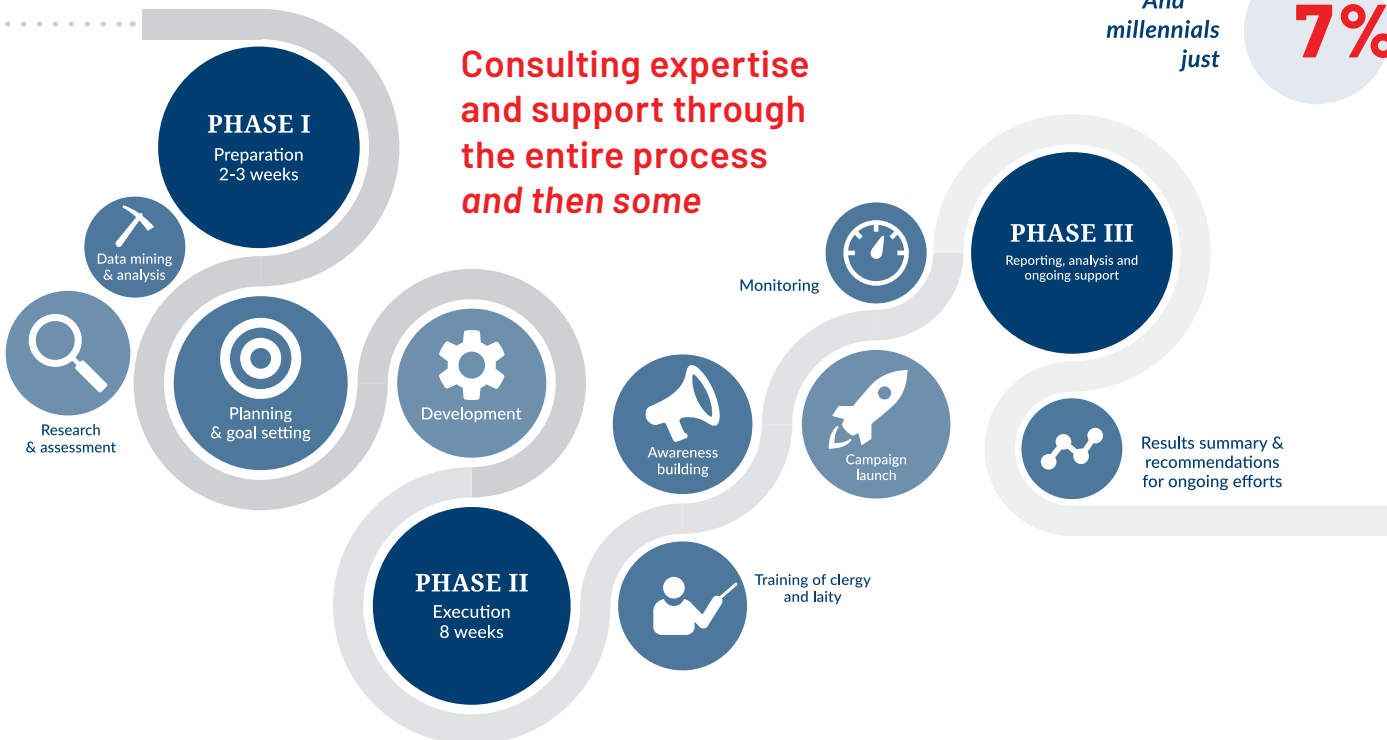 And
millennials
just
7%
Consulting expertise
and support through
the entire process
and then some
PHASE I
Preparation
2-3 weeks
Data mining
& analysis
Research
& assessment
Planning
& goal setting
Development
PHASE II
Execution
8 weeks
Training of clergy
and laity
Awareness
building
Campaign
launch
Monitoring
PHASE III
Reporting, analysis and
ongoing support
Results summary &
recommendations
for ongoing efforts